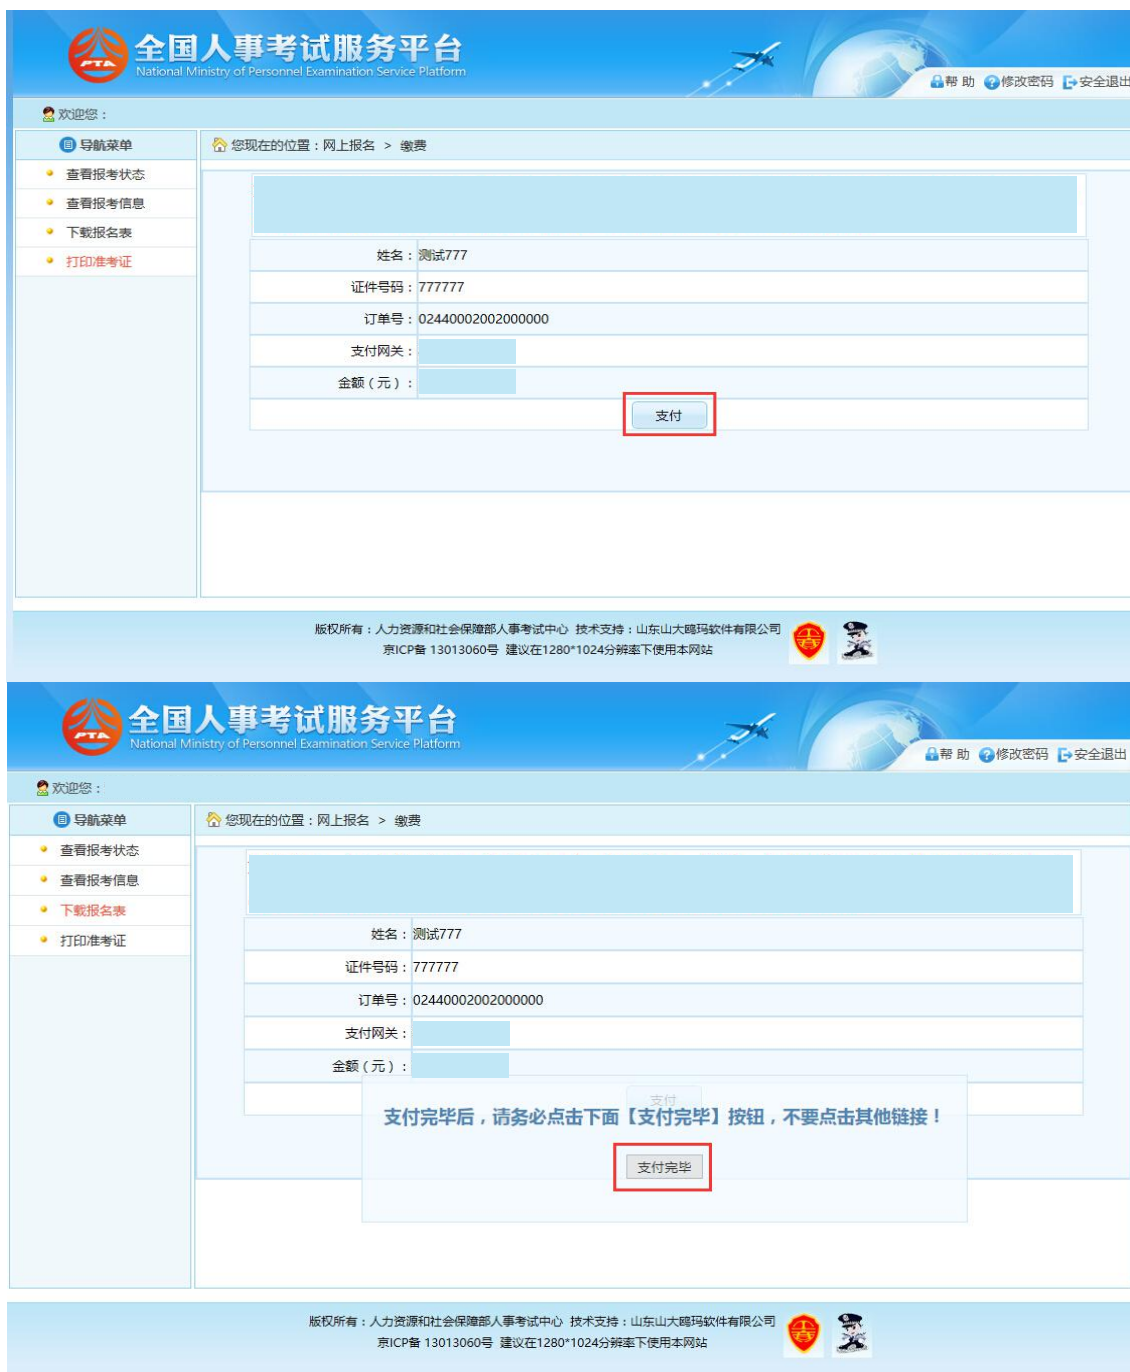 全国人事考试服务平台
National Ministry of Personnel Examination Service Platform
帮 助 修改密码 安全退出
欢迎您：
导航菜单
您现在的位置：网上报名 > 缴费
查看报考状态
查看报考信息
下载报名表
打印准考证
姓名：测试777
证件号码：777777
订单号：02440002002000000
支付网关：
金额（元）：
支付
版权所有：人力资源和社会保障部人事考试中心 技术支持：山东山大鸥玛软件有限公司
京ICP备 13013060号 建议在1280*1024分辨率下使用本网站
全国人事考试服务平台
National Ministry of Personnel Examination Service Platform
帮 助 修改密码 安全退出
欢迎您：
导航菜单
您现在的位置：网上报名 > 缴费
查看报考状态
查看报考信息
下载报名表
打印准考证
姓名：测试777
证件号码：777777
订单号：02440002002000000
支付网关：
金额（元）：
支付
支付完毕后，请务必点击下面【支付完毕】按钮，不要点击其他链接！
支付完毕
版权所有：人力资源和社会保障部人事考试中心 技术支持：山东山大鸥玛软件有限公司
京ICP备 13013060号 建议在1280*1024分辨率下使用本网站